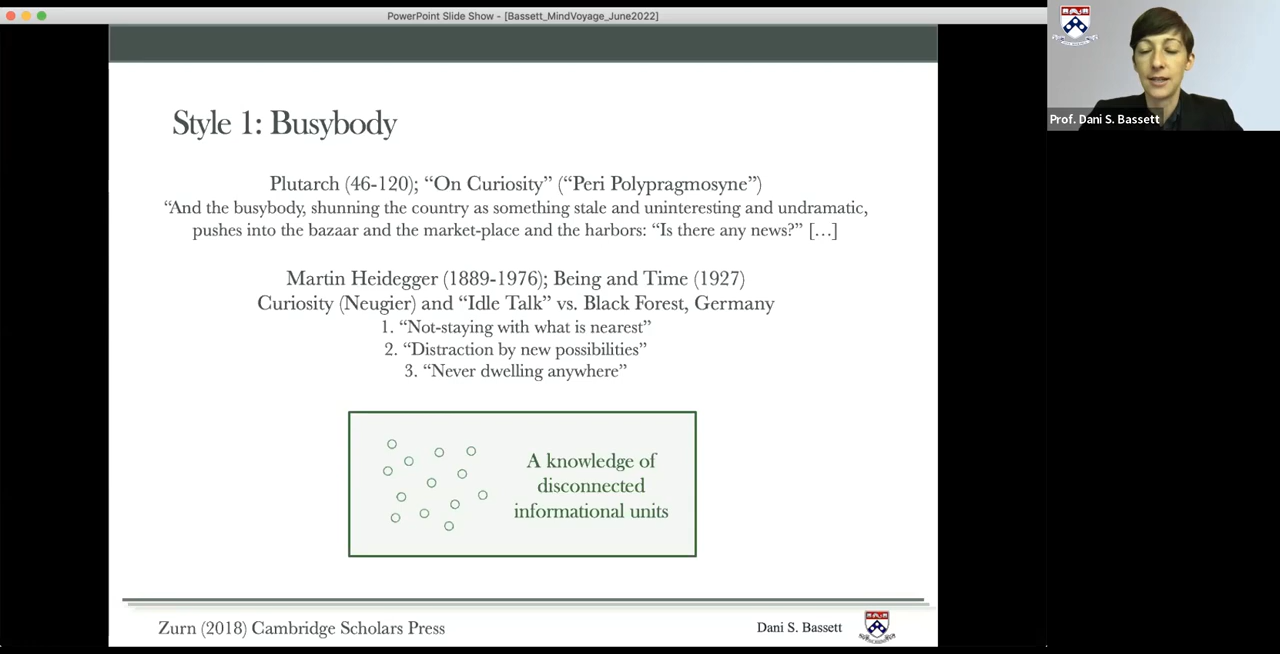 PowerPoint Slide Show - [Bassett_MindVoyage_June2022]
Prof. Dani S. Bassett
Style 1: Busybody
Plutarch (46-120); “On Curiosity” (“Peri Polypragmosyne”)
“And the busybody, shunning the country as something stale and uninteresting and undramatic,
pushes into the bazaar and the market-place and the harbors: “Is there any news?” […]
Martin Heidegger (1889-1976); Being and Time (1927)
Curiosity (Neugier) and “Idle Talk” vs. Black Forest, Germany
1. “Not-staying with what is nearest”
2. “Distraction by new possibilities”
3. “Never dwelling anywhere”
A knowledge of
disconnected
informational units
Zurn (2018) Cambridge Scholars Press
Dani S. Bassett